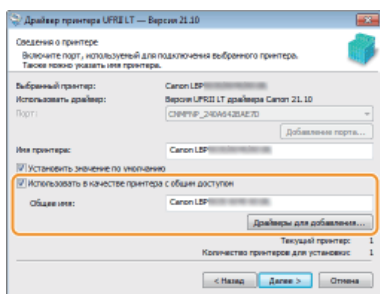 Драйвер принтера UFRII LT — Версия 21.10
Сведения о принтере
Включите порт, используемый для подключения выбранного принтера.
Также можно указать имя принтера.
Выбранный принтер: Canon LBP
Использовать драйвер: Версия UFRII LT драйвера Canon 21.10
Порт: CNMFNP_240A642BAE7D
Добавление порта...
Имя принтера: Canon LBP
Установить значение по умолчанию
Использовать в качестве принтера с общим доступом
Общее имя: Canon LBP
Драйверы для добавления...
Текущий принтер: 1
Количество принтеров для установки: 1
< Назад Далее > Отмена